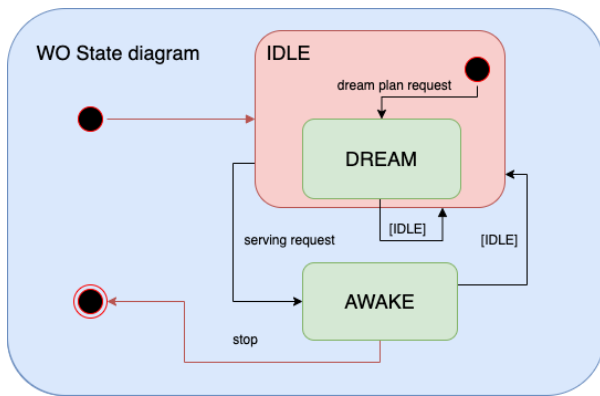 WO State diagram
IDLE
dream plan request
DREAM
[IDLE]
serving request
[IDLE]
AWAKE
stop